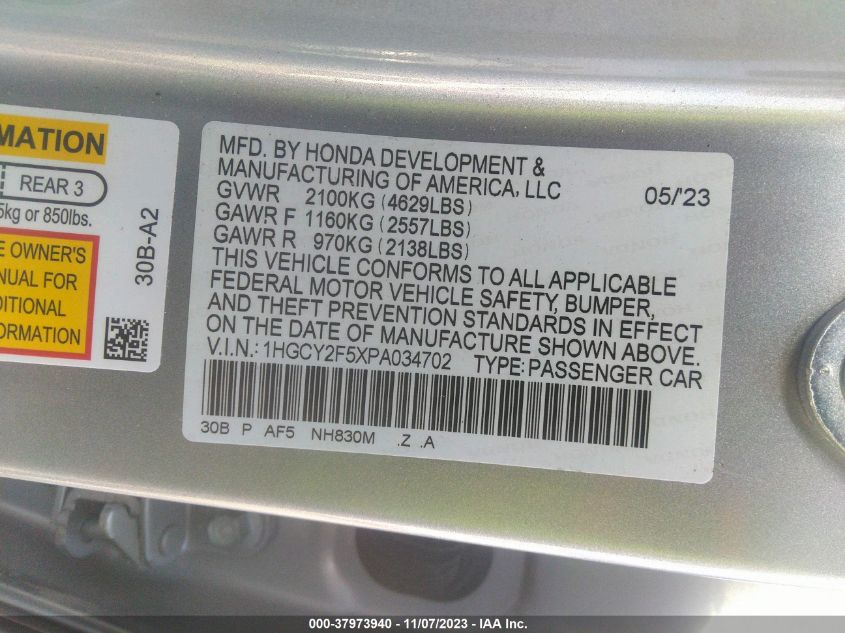 MATION
REAR 3
5kg or 850lbs.
E OWNER'S
NUAL FOR
DITIONAL
ORMATION
30B-A2
MFD. BY HONDA DEVELOPMENT &
MANUFACTURING OF AMERICA, LLC 05/'23
GVWR 2100KG (4629LBS)
GAWR F 1160KG (2557LBS)
GAWR R 970KG (2138LBS)
THIS VEHICLE CONFORMS TO ALL APPLICABLE
FEDERAL MOTOR VEHICLE SAFETY, BUMPER,
AND THEFT PREVENTION STANDARDS IN EFFECT
ON THE DATE OF MANUFACTURE SHOWN ABOVE.
V.I.N.: 1HGCY2F5XPA034702 TYPE: PASSENGER CAR
30B P AF5 NH830M .Z .A
000-37973940 - 11/07/2023 - IAA Inc.